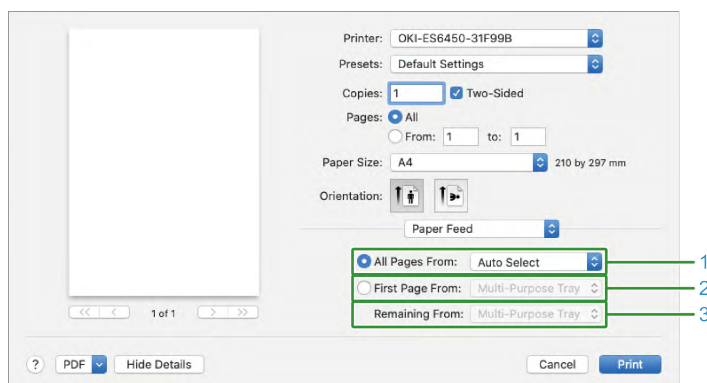 Printer: OKI-ES6450-31F99B
Presets: Default Settings
Copies: 1 Two-Sided
Pages: All
From: 1 to: 1
Paper Size: A4 210 by 297 mm
Orientation:
Paper Feed
All Pages From: Auto Select 1
First Page From: Multi-Purpose Tray 2
Remaining From: Multi-Purpose Tray 3
<< < 1 of 1 > >>
? PDF Hide Details Cancel Print